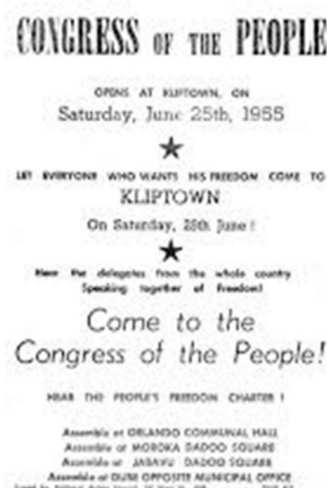 CONGRESS OF THE PEOPLE
OPENS AT KLIPTOWN, ON
Saturday, June 25th, 1955
LET EVERYONE WHO WANTS HIS FREEDOM COME TO
KLIPTOWN
On Saturday, 25th June !
Hear the delegates from the whole country
Speaking together of Freedom!
Come to the
Congress of the People!
HEAR THE PEOPLE'S FREEDOM CHARTER !
Assemble at ORLANDO COMMUNAL HALL
Assemble at MOROKA DADOO SQUARE
Assemble at JABAVU DADOO SQUARE
Assemble at DUBE OPPOSITE MUNICIPAL OFFICE